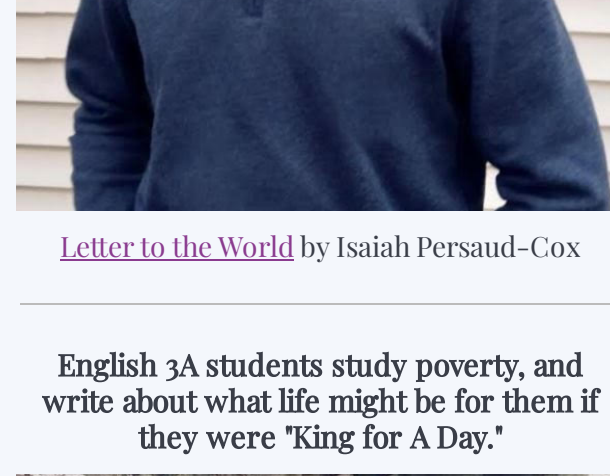 Letter to the World by Isaiah Persaud-Cox
English 3A students study poverty, and
write about what life might be for them if
they were "King for A Day."